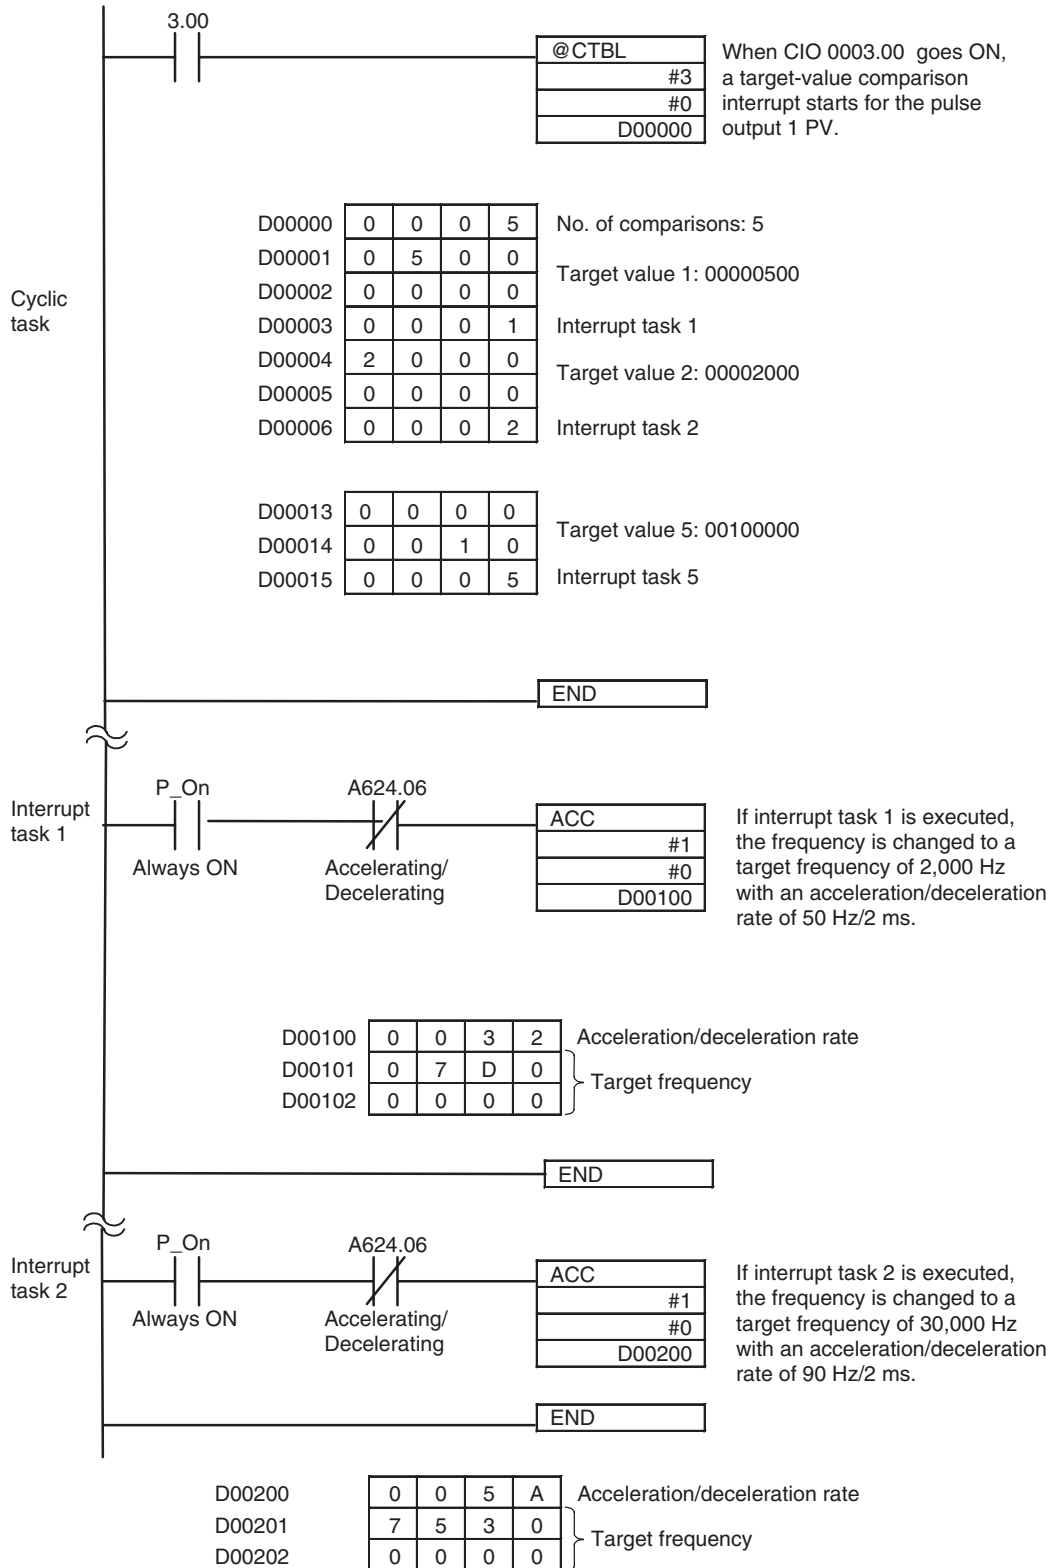 3.00
@CTBL
#3
#0
D00000
When CIO 0003.00 goes ON,
a target-value comparison
interrupt starts for the pulse
output 1 PV.
Cyclic
task
D00000 0 0 0 5 No. of comparisons: 5
D00001 0 5 0 0
Target value 1: 00000500
D00002 0 0 0 0
D00003 0 0 0 1 Interrupt task 1
D00004 2 0 0 0
Target value 2: 00002000
D00005 0 0 0 0
D00006 0 0 0 2 Interrupt task 2
D00013 0 0 0 0
Target value 5: 00100000
D00014 0 0 1 0
D00015 0 0 0 5 Interrupt task 5
END
Interrupt
task 1
P_On
Always ON
A624.06
Accelerating/
Decelerating
ACC
#1
#0
D00100
If interrupt task 1 is executed,
the frequency is changed to a
target frequency of 2,000 Hz
with an acceleration/deceleration
rate of 50 Hz/2 ms.
D00100 0 0 3 2 Acceleration/deceleration rate
D00101 0 7 D 0
Target frequency
D00102 0 0 0 0
END
Interrupt
task 2
P_On
Always ON
A624.06
Accelerating/
Decelerating
ACC
#1
#0
D00200
If interrupt task 2 is executed,
the frequency is changed to a
target frequency of 30,000 Hz
with an acceleration/deceleration
rate of 90 Hz/2 ms.
END
D00200 0 0 5 A Acceleration/deceleration rate
D00201 7 5 3 0
Target frequency
D00202 0 0 0 0